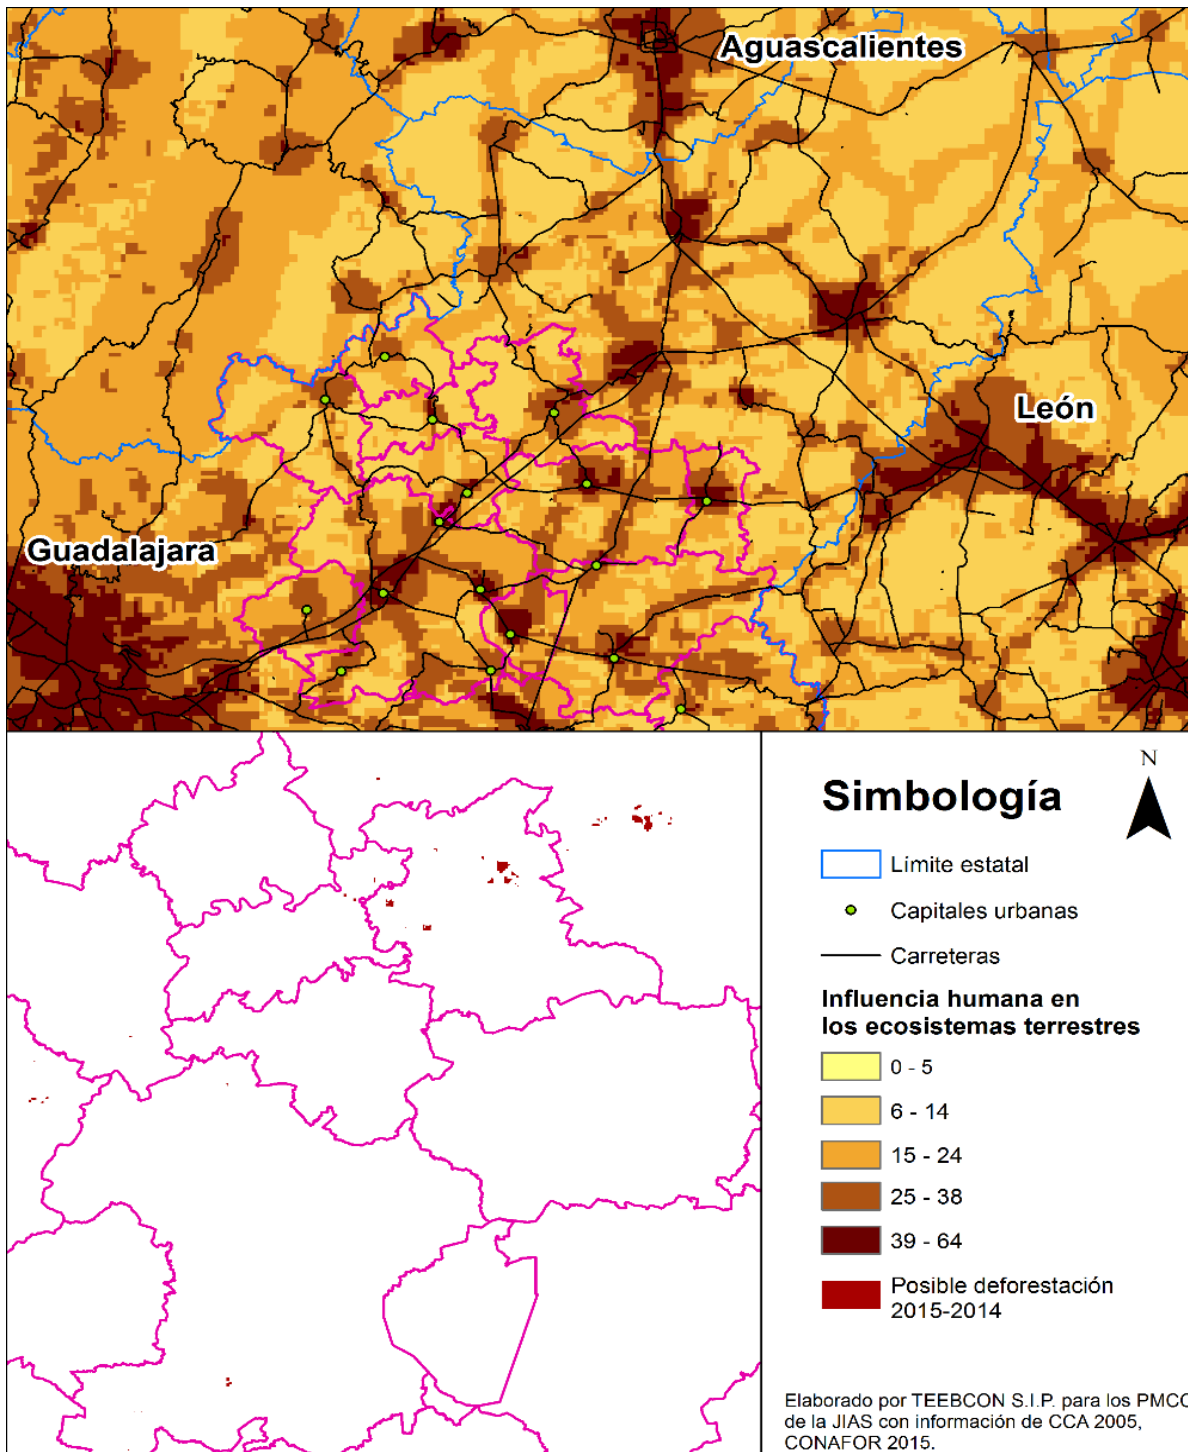 Aguascalientes
León
Guadalajara
Simbología
N
Límite estatal
Capitales urbanas
Carreteras
Influencia humana en
los ecosistemas terrestres
0 - 5
6 - 14
15 - 24
25 - 38
39 - 64
Posible deforestación
2015-2014
Elaborado por TEEBCON S.I.P. para los PMCC
de la JIAS con información de CCA 2005,
CONAFOR 2015.